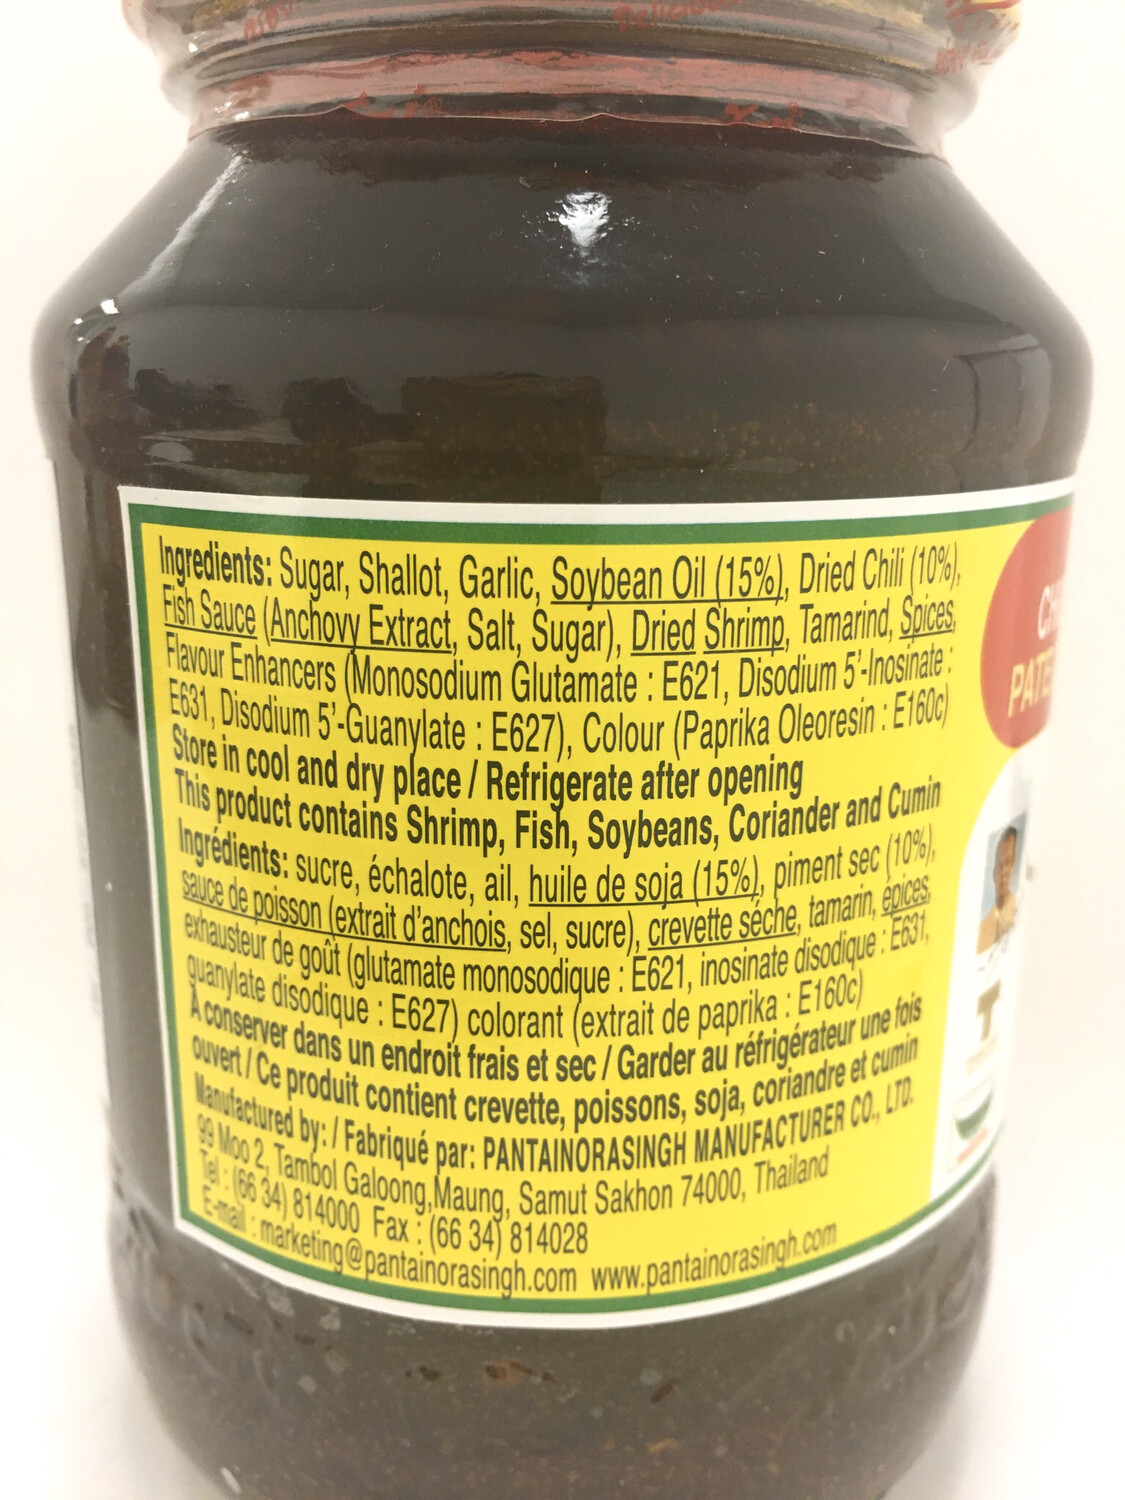 Ingredients: Sugar, Shallot, Garlic, Soybean Oil (15%), Dried Chili (10%),
Fish Sauce (Anchovy Extract, Salt, Sugar), Dried Shrimp, Tamarind, Spices,
Flavour Enhancers (Monosodium Glutamate : E621, Disodium 5'-Inosinate :
E631, Disodium 5'-Guanylate : E627), Colour (Paprika Oleoresin : E160c)
Store in cool and dry place / Refrigerate after opening
This product contains Shrimp, Fish, Soybeans, Coriander and Cumin
Ingrédients: sucre, échalote, ail, huile de soja (15%), piment sec (10%),
sauce de poisson (extrait d'anchois, sel, sucre), crevette séche, tamarin, épices,
exhausteur de goût (glutamate monosodique : E621, inosinate disodique : E631,
guanylate disodique : E627) colorant (extrait de paprika : E160c)
À conserver dans un endroit frais et sec / Garder au réfrigérateur une fois
ouvert / Ce produit contient crevette, poissons, soja, coriandre et cumin
Manufactured by: / Fabriqué par: PANTAINORASINGH MANUFACTURER CO., LTD.
99 Moo 2, Tambol Galoong,Maung, Samut Sakhon 74000, Thailand
Tel : (66 34) 814000 Fax : (66 34) 814028
E-mail : marketing@pantainorasingh.com www.pantainorasingh.com